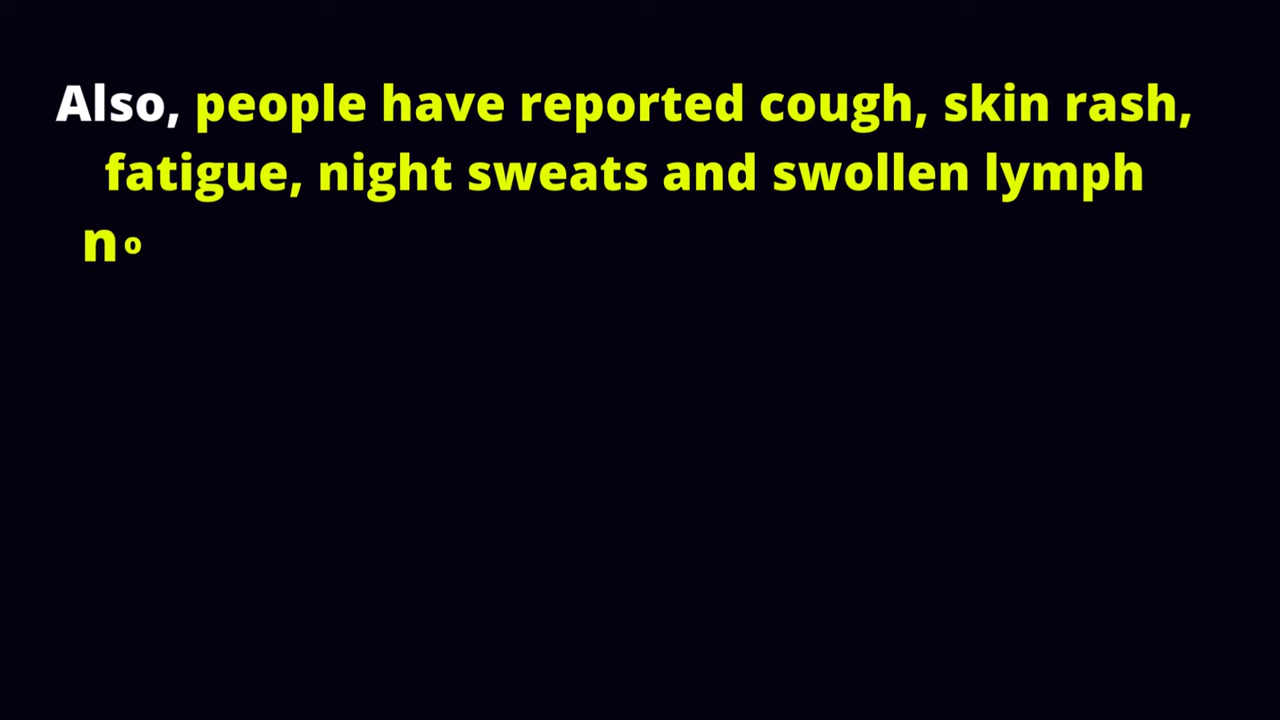 Also, people have reported cough, skin rash,
fatigue, night sweats and swollen lymph
no